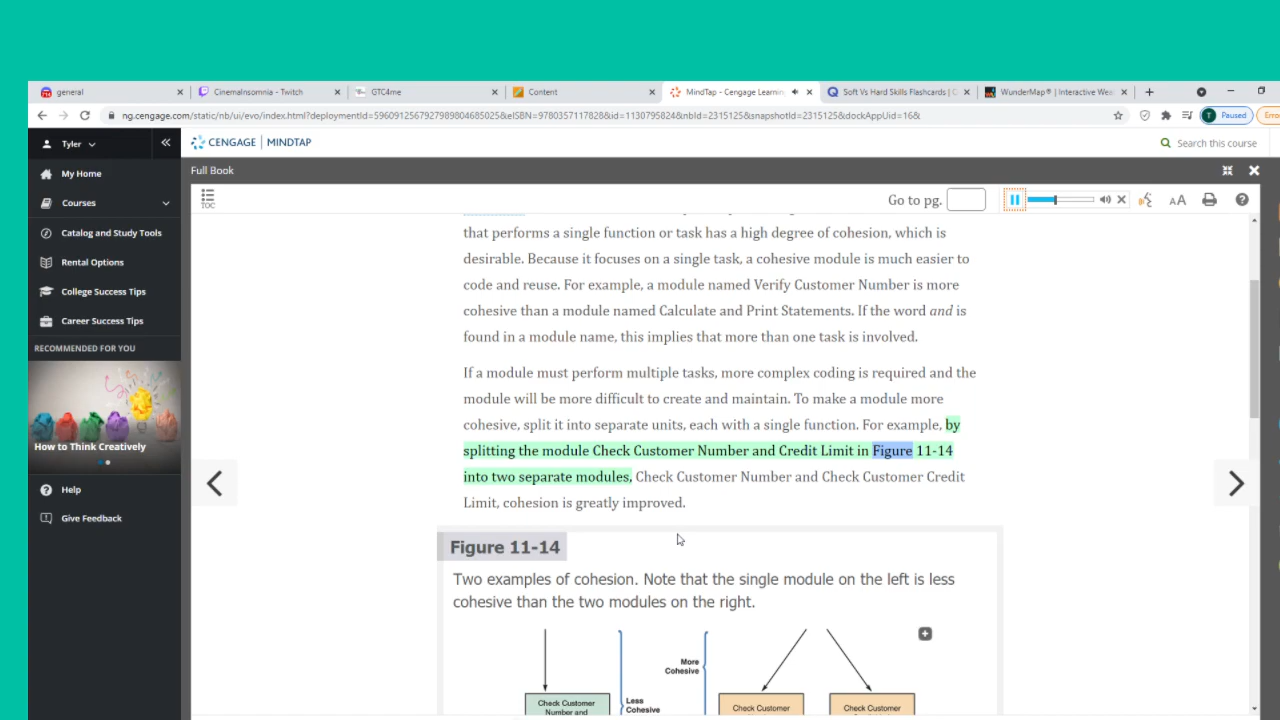 general
CinemaInsomnia - Twitch
GTC4me
Content
MindTap - Cengage Learnin
Soft Vs Hard Skills Flashcards | C
WunderMap® | Interactive Wea
ng.cengage.com/static/nb/ui/evo/index.html?deploymentId=5960912567279898046850258&eISBN=9780357117828&id=1130795824&nbId=2315125&snapshotId=2315125&dockAppUid=16&
T Paused
Error
Tyler
CENGAGE | MINDTAP
Search this course
My Home
Courses
Catalog and Study Tools
Rental Options
College Success Tips
Career Success Tips
RECOMMENDED FOR YOU
How to Think Creatively
Help
Give Feedback
Full Book
TOC
Go to pg.
AA
that performs a single function or task has a high degree of cohesion, which is
desirable. Because it focuses on a single task, a cohesive module is much easier to
code and reuse. For example, a module named Verify Customer Number is more
cohesive than a module named Calculate and Print Statements. If the word and is
found in a module name, this implies that more than one task is involved.
If a module must perform multiple tasks, more complex coding is required and the
module will be more difficult to create and maintain. To make a module more
cohesive, split it into separate units, each with a single function. For example, by
splitting the module Check Customer Number and Credit Limit in Figure 11-14
into two separate modules, Check Customer Number and Check Customer Credit
Limit, cohesion is greatly improved.
Figure 11-14
Two examples of cohesion. Note that the single module on the left is less
cohesive than the two modules on the right.
More
Cohesive
Less
Cohesive
Check Customer
Number and
Check Customer
Check Customer